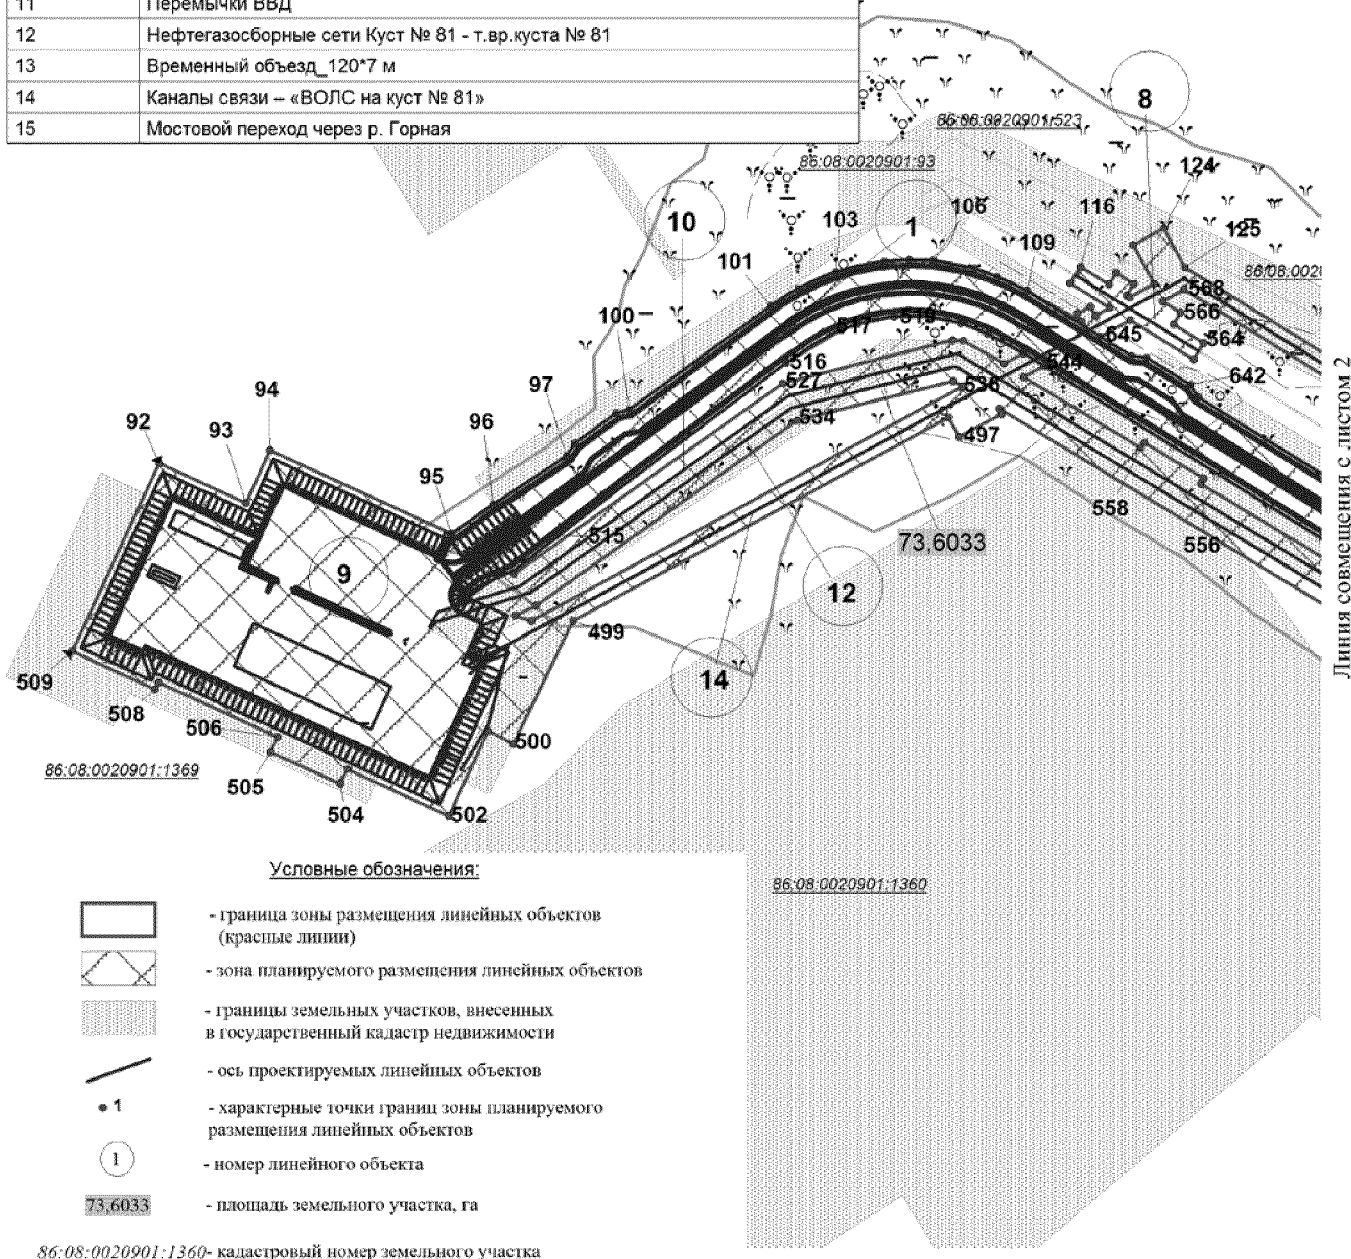 11 Перемычки ВВД
12 Нефтегазосборные сети Куст № 81 - т.вр.куста № 81
13 Временный объезд_120*7 м
14 Каналы связи – «ВОЛС на куст № 81»
15 Мостовой переход через р. Горная
8
86:08:0020901:523
86:08:0020901:93
124
10
103
1
106
116
125
109
101
86:08:0020
568
566
100
517
519
645
564
516
544
527
536
642
94
97
534
92
93
96
497
95
558
515
73,6033
556
9
12
499
14
509
508
506
500
86:08:0020901:1369
505
504
502
Линия совмещения с листом 2
86:08:0020901:1360
Условные обозначения:
- граница зоны размещения линейных объектов
(красные линии)
- зона планируемого размещения линейных объектов
- границы земельных участков, внесенных
в государственный кадастр недвижимости
- ось проектируемых линейных объектов
1 - характерные точки границ зоны планируемого
размещения линейных объектов
1 - номер линейного объекта
73,6033 - площадь земельного участка, га
86:08:0020901:1360- кадастровый номер земельного участка